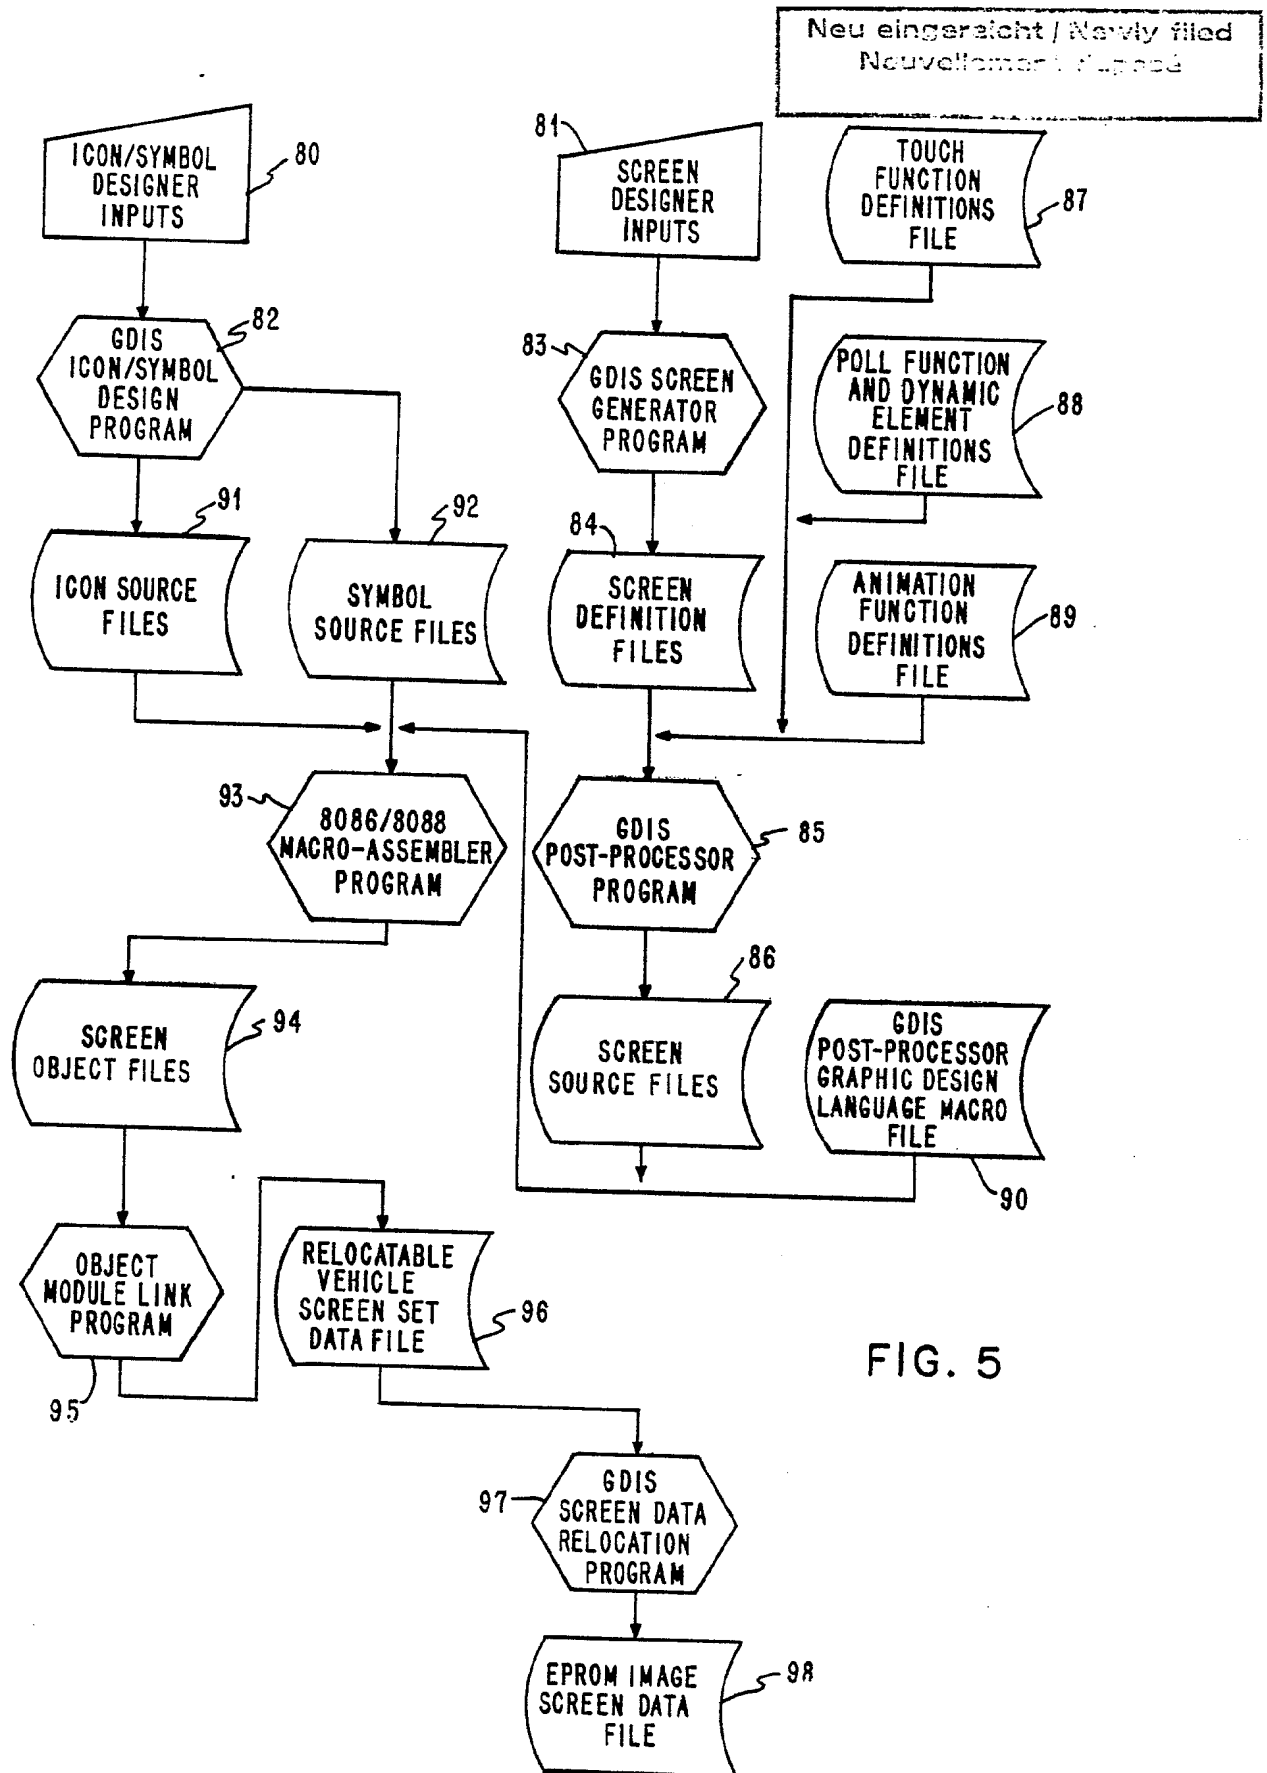 Neu eingereicht / Newly filed
Nouvellement déposé
ICON/SYMBOL
DESIGNER
INPUTS
80
81
SCREEN
DESIGNER
INPUTS
TOUCH
FUNCTION
DEFINITIONS
FILE
87
GDIS
ICON/SYMBOL
DESIGN
PROGRAM
82
83
GDIS SCREEN
GENERATOR
PROGRAM
POLL FUNCTION
AND DYNAMIC
ELEMENT
DEFINITIONS
FILE
88
91
ICON SOURCE
FILES
92
SYMBOL
SOURCE FILES
84
SCREEN
DEFINITION
FILES
ANIMATION
FUNCTION
DEFINITIONS
FILE
89
93
8086/8088
MACRO-ASSEMBLER
PROGRAM
GDIS
POST-PROCESSOR
PROGRAM
85
SCREEN
OBJECT FILES
94
86
SCREEN
SOURCE FILES
GDIS
POST-PROCESSOR
GRAPHIC DESIGN
LANGUAGE MACRO
FILE
90
OBJECT
MODULE LINK
PROGRAM
95
RELOCATABLE
VEHICLE
SCREEN SET
DATA FILE
96
FIG. 5
97
GDIS
SCREEN DATA
RELOCATION
PROGRAM
EPROM IMAGE
SCREEN DATA
FILE
98